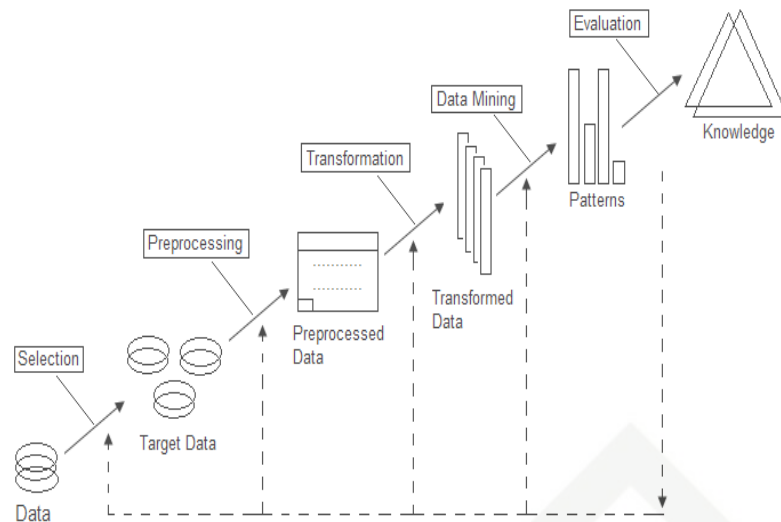 Evaluation
Knowledge
Data Mining
Patterns
Transformation
Transformed
Data
Preprocessing
Preprocessed
Data
Selection
Target Data
Data